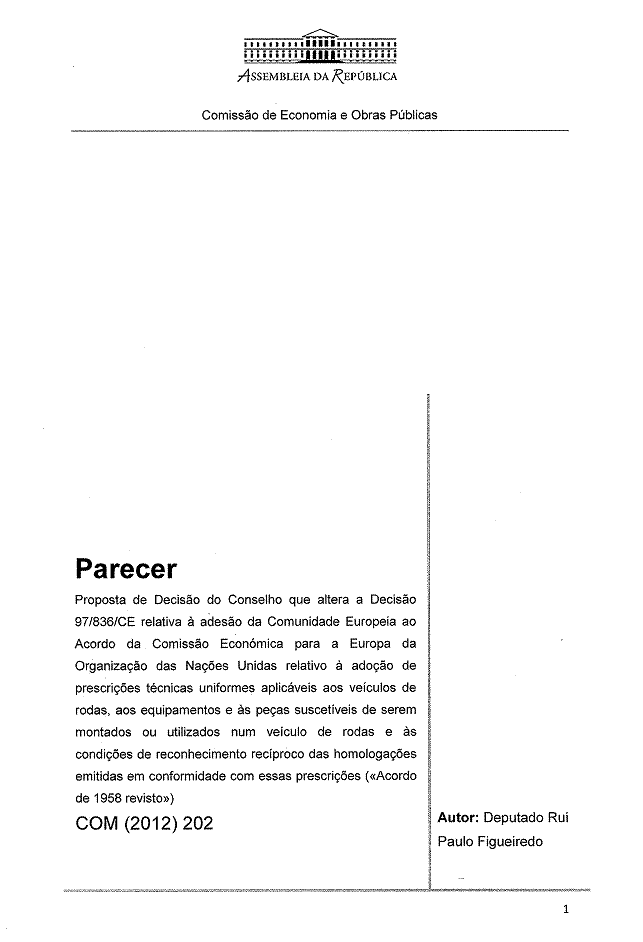 ASSEMBLEIA DA REPÚBLICA
Comissão de Economia e Obras Públicas
Parecer
Proposta de Decisão do Conselho que altera a Decisão
97/836/CE relativa à adesão da Comunidade Europeia ao
Acordo da Comissão Económica para a Europa da
Organização das Nações Unidas relativo à adoção de
prescrições técnicas uniformes aplicáveis aos veículos de
rodas, aos equipamentos e às peças suscetíveis de serem
montados ou utilizados num veículo de rodas e às
condições de reconhecimento recíproco das homologações
emitidas em conformidade com essas prescrições («Acordo
de 1958 revisto»)
COM (2012) 202
Autor: Deputado Rui
Paulo Figueiredo
1